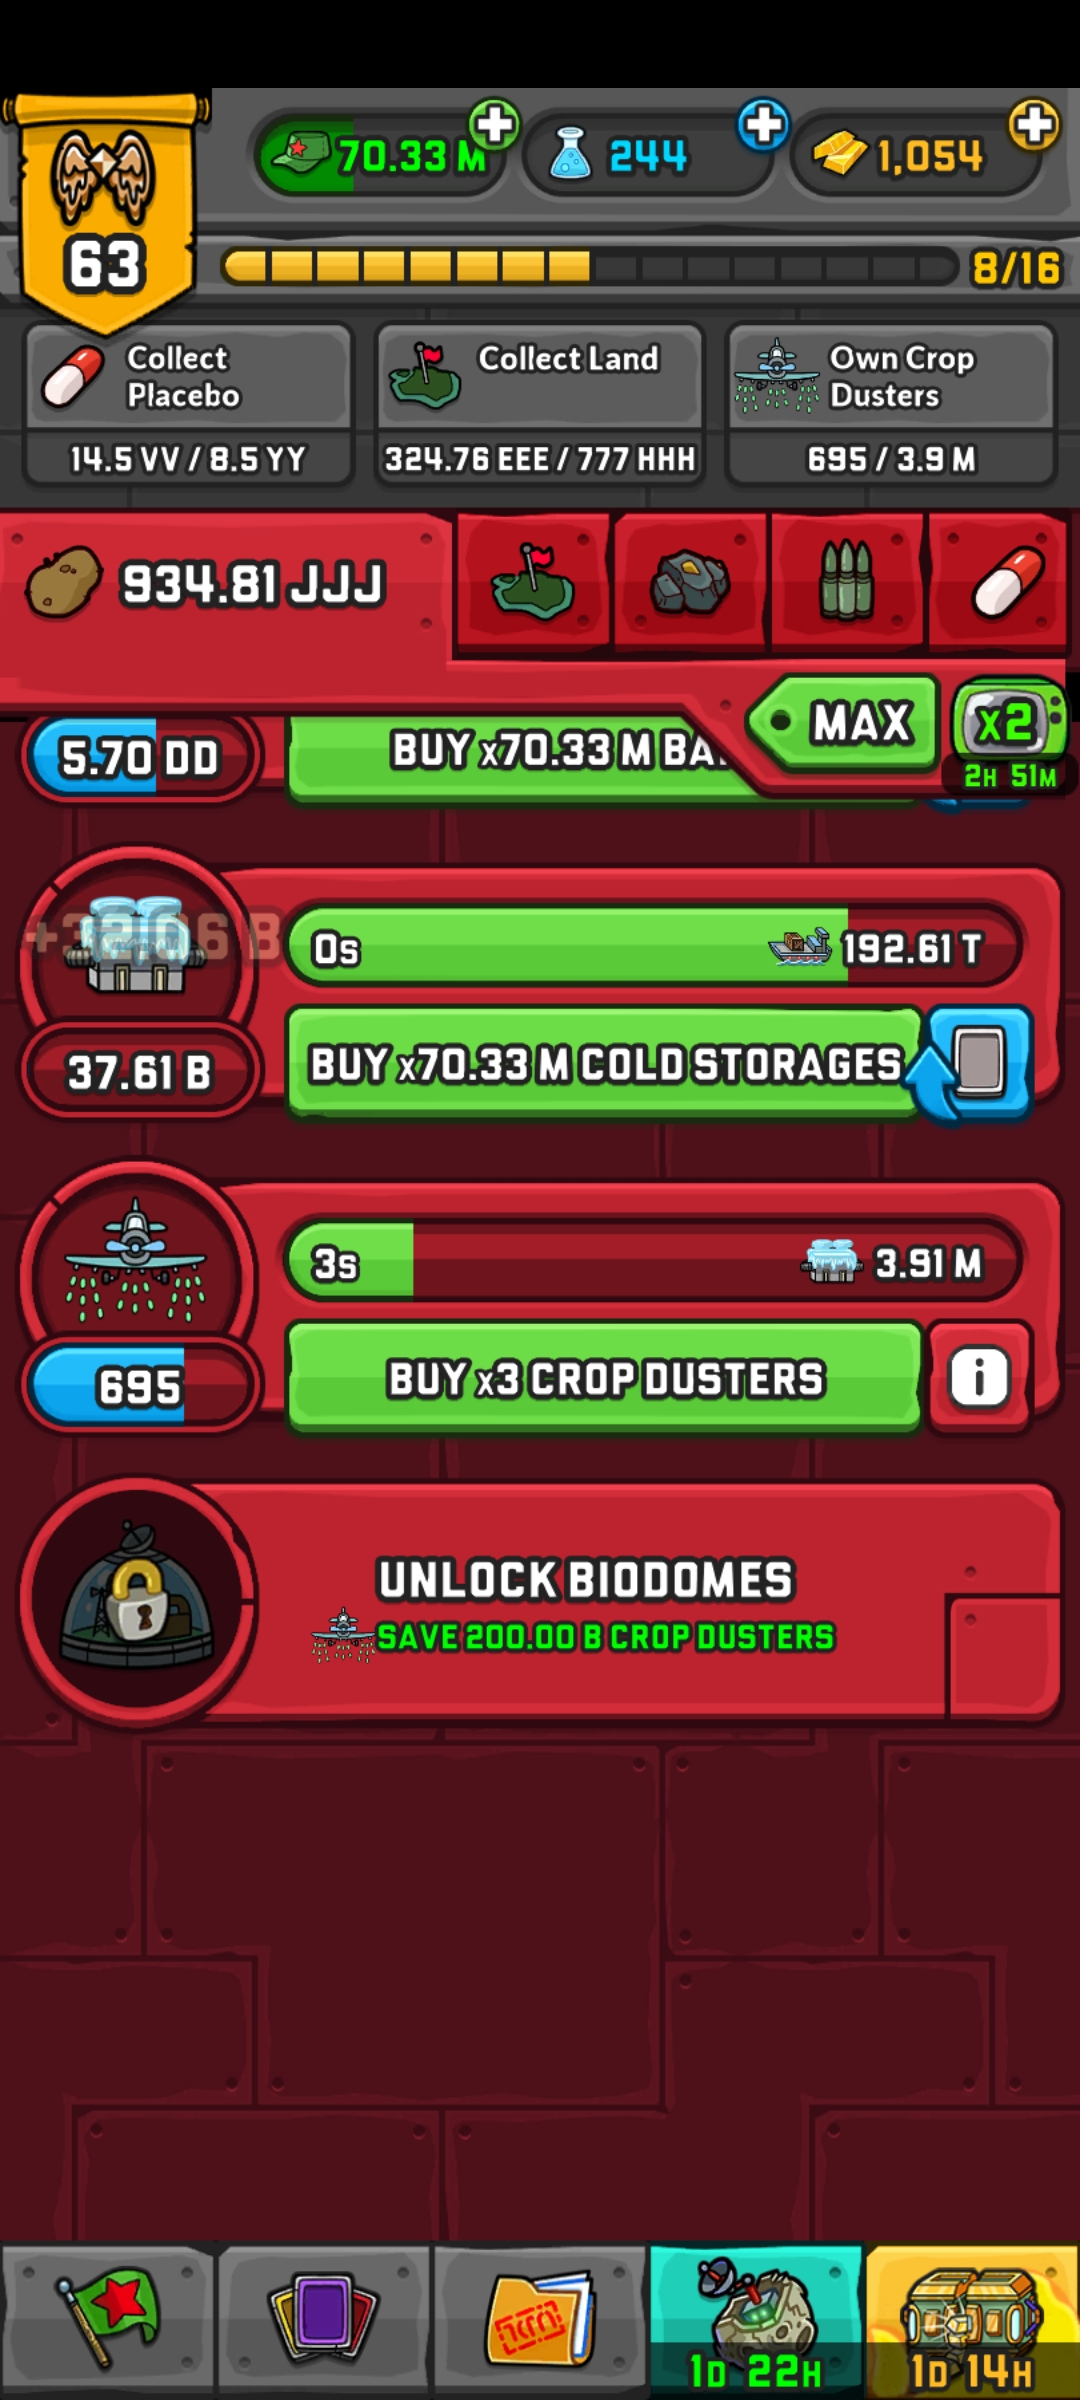 70.33 M
244
1,054
63
8/16
Collect
Placebo
14.5 VV / 8.5 YY
Collect Land
324.76 EEE / 777 HHH
Own Crop
Dusters
695 / 3.9 M
934.81 JJJ
MAX
x2
2H 51M
5.70 DD
BUY x70.33 M BA
+32.06 B
0s
192.61 T
37.61 B
BUY x70.33 M COLD STORAGES
3s
3.91 M
695
BUY x3 CROP DUSTERS
i
UNLOCK BIODOMES
SAVE 200.00 B CROP DUSTERS
1D 22H
1D 14H